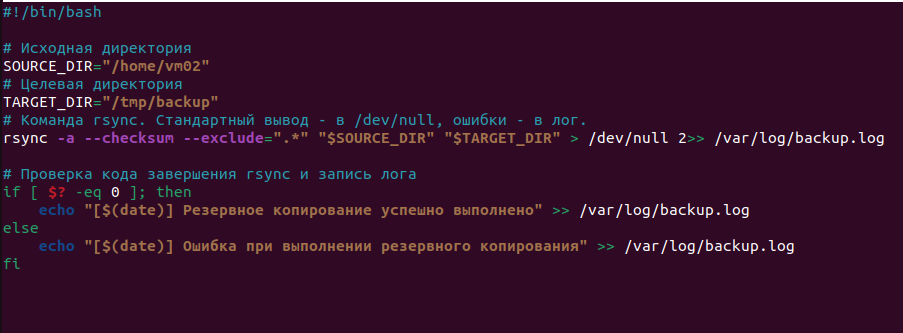 #!/bin/bash
# Исходная директория
SOURCE_DIR="/home/vm02"
# Целевая директория
TARGET_DIR="/tmp/backup"
# Команда rsync. Стандартный вывод - в /dev/null, ошибки - в лог.
rsync -a --checksum --exclude=".*" "$SOURCE_DIR" "$TARGET_DIR" > /dev/null 2>> /var/log/backup.log
# Проверка кода завершения rsync и запись лога
if [ $? -eq 0 ]; then
    echo "[$(date)] Резервное копирование успешно выполнено" >> /var/log/backup.log
else
    echo "[$(date)] Ошибка при выполнении резервного копирования" >> /var/log/backup.log
fi